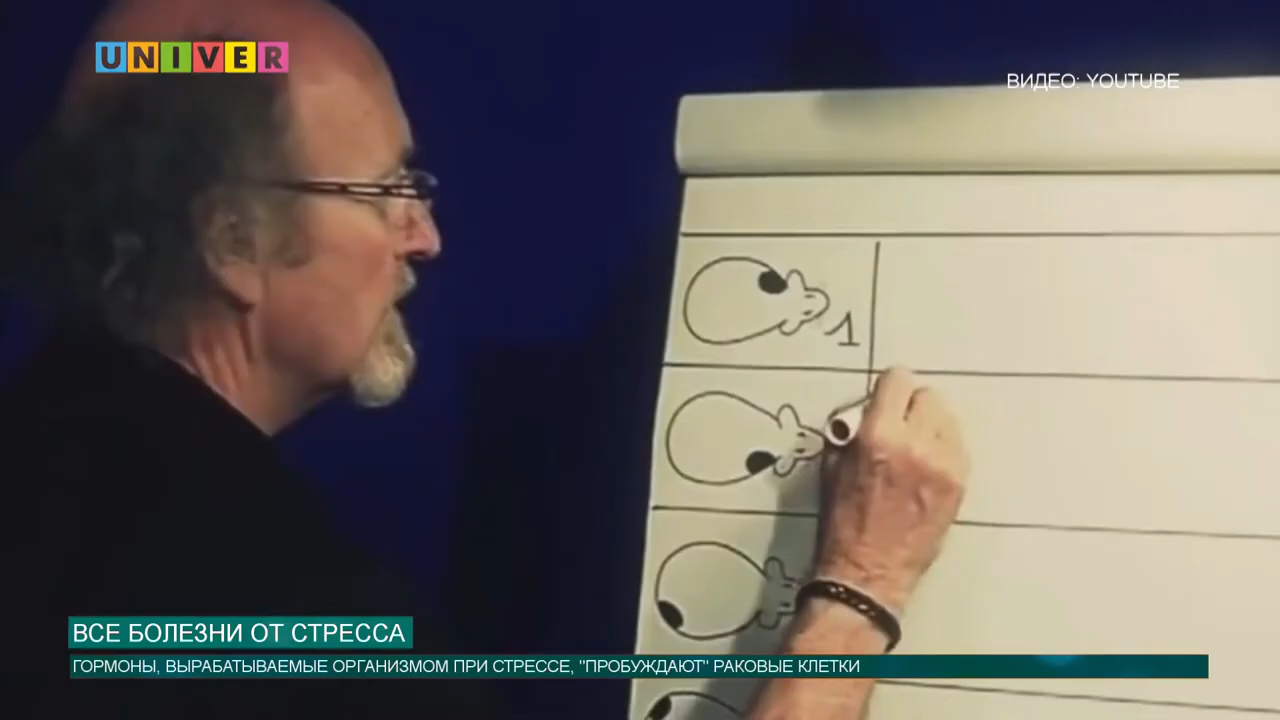 UNIVER
ВИДЕО: YOUTUBE
1
ВСЕ БОЛЕЗНИ ОТ СТРЕССА
ГОРМОНЫ, ВЫРАБАТЫВАЕМЫЕ ОРГАНИЗМОМ ПРИ СТРЕССЕ, "ПРОБУЖДАЮТ" РАКОВЫЕ КЛЕТКИ